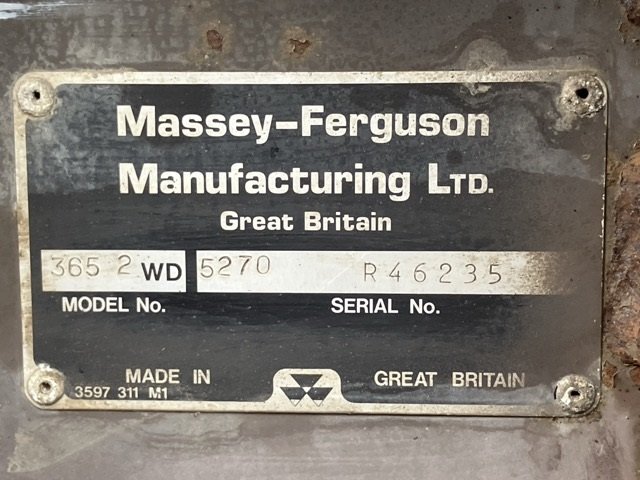 Massey-Ferguson
Manufacturing LTD.
Great Britain
365 2 WD 5270 R46235
MODEL No. SERIAL No.
MADE IN GREAT BRITAIN
3597 311 M1